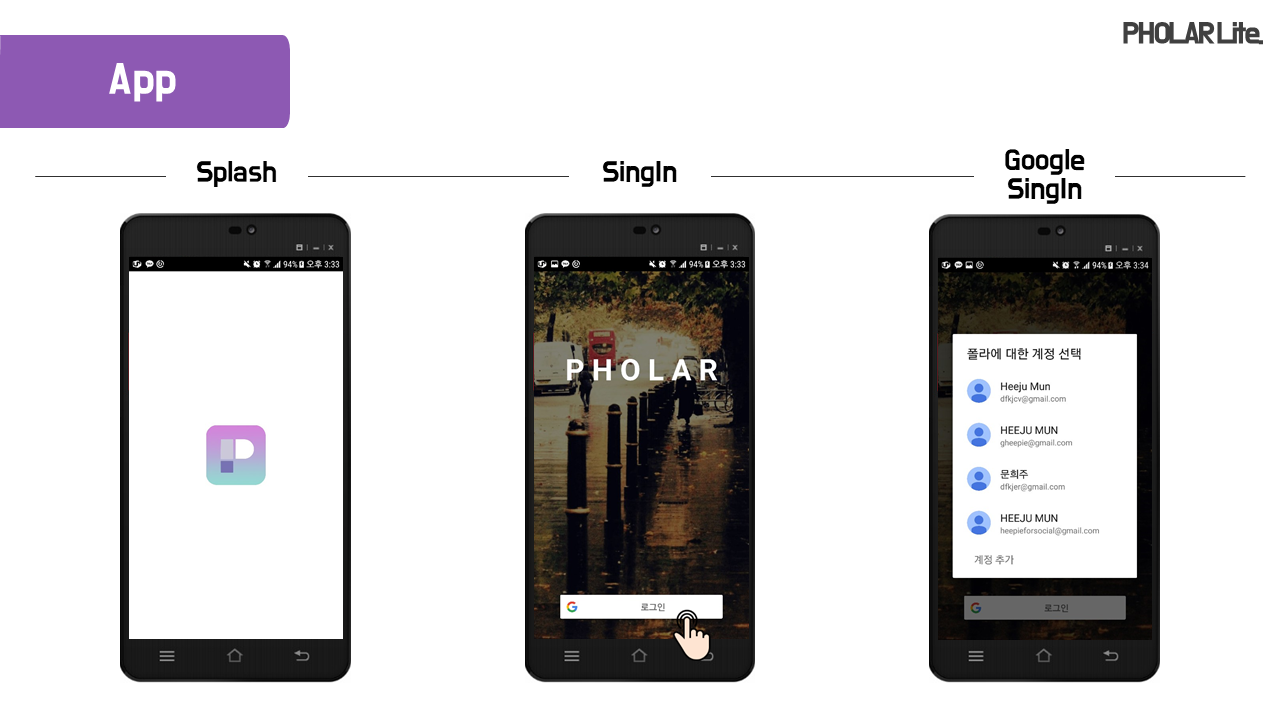 PHOLAR Lite
App
Splash
SingIn
Google
SingIn
94% 오후 3:33
94% 오후 3:33
94% 오후 3:34
PHOLAR
로그인
폴라에 대한 계정 선택
Heeju Mun
dfkjcv@gmail.com
HEEJU MUN
gheepie@gmail.com
문희주
dfkjer@gmail.com
HEEJU MUN
heepieforsocial@gmail.com
계정 추가
로그인